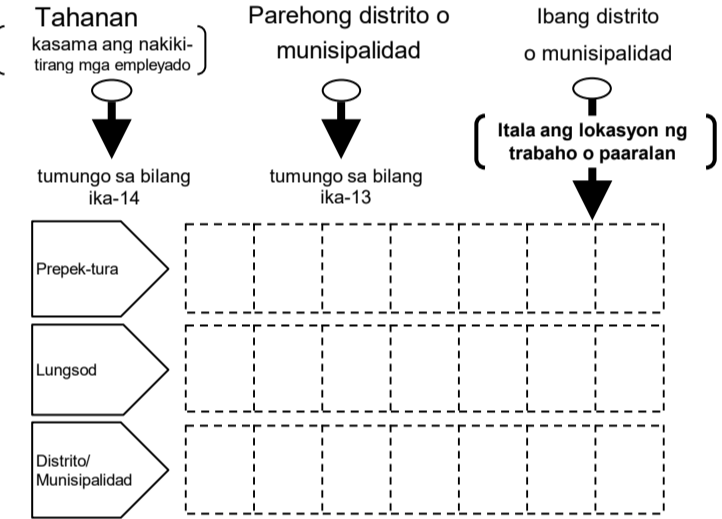 Tahanan
kasama ang nakiki-
tirang mga empleyado
tumungo sa bilang
ika-14
Parehong distrito o
munisipalidad
tumungo sa bilang
ika-13
Ibang distrito
o munisipalidad
Itala ang lokasyon ng
trabaho o paaralan
Prepek-tura
Lungsod
Distrito/
Munisipalidad